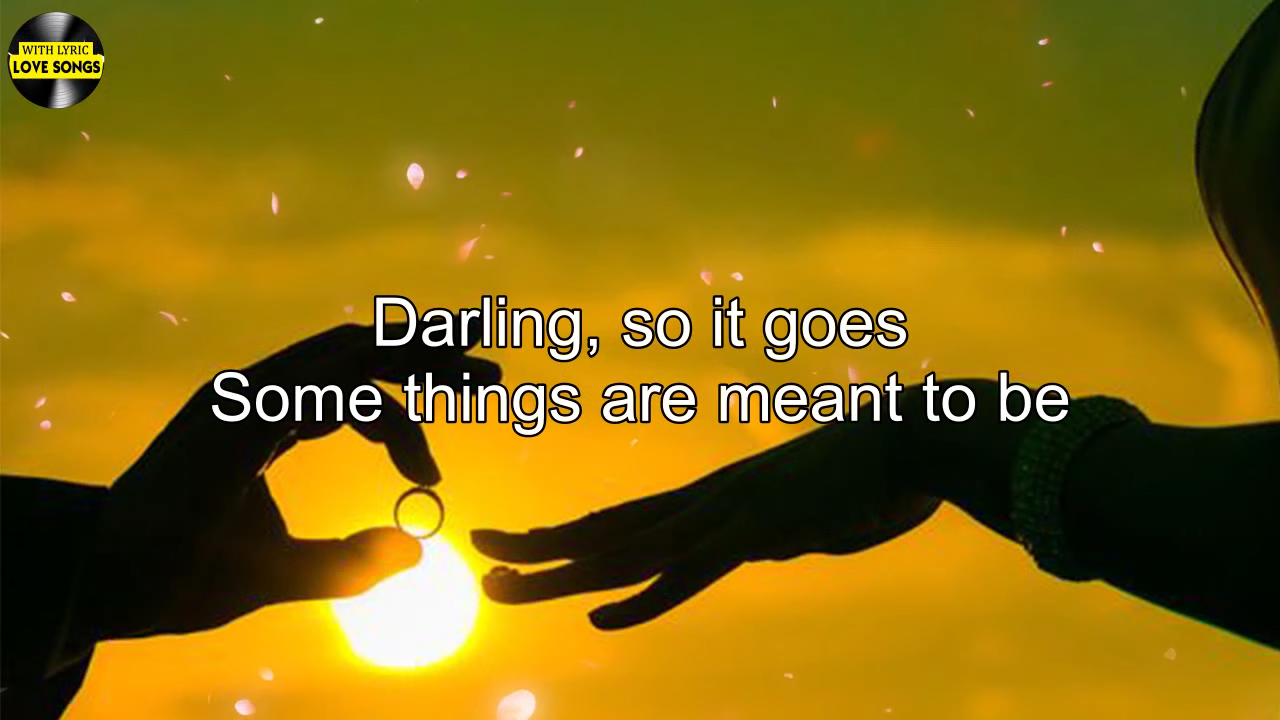 WITH LYRIC
LOVE SONGS
Darling, so it goes
Some things are meant to be